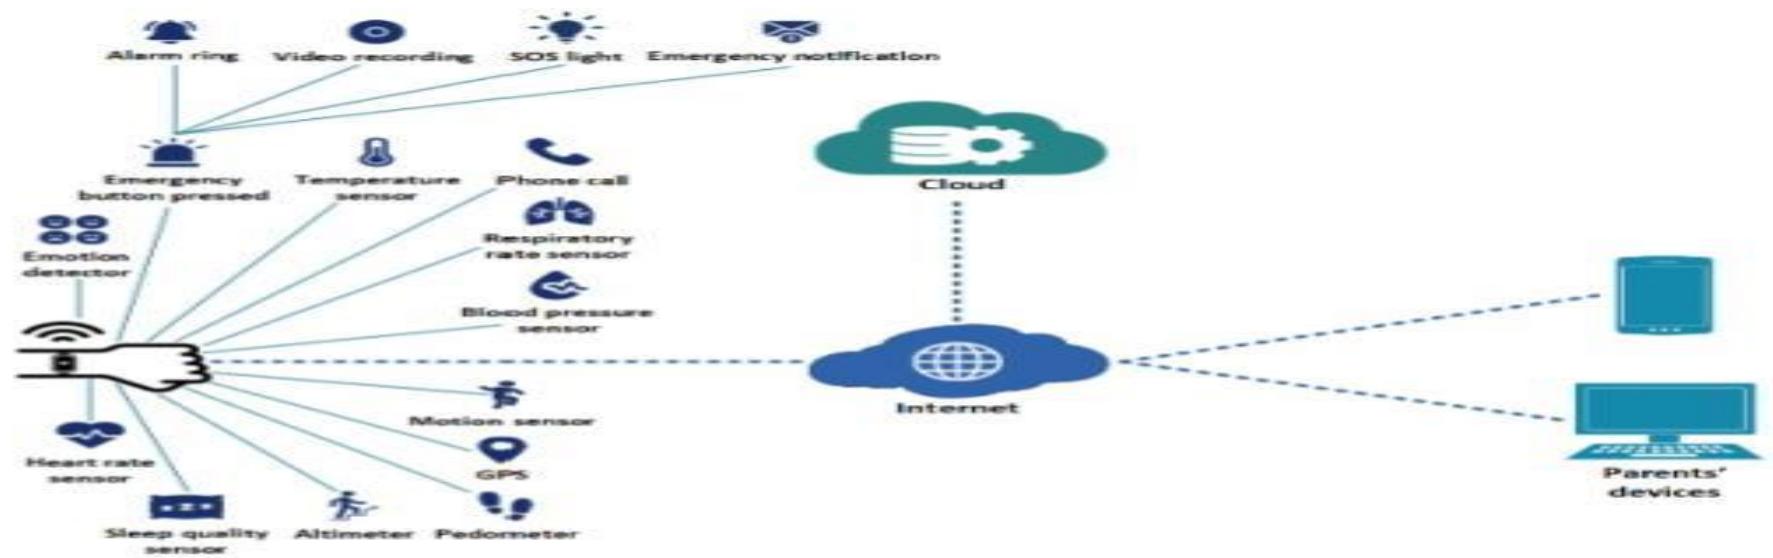 Alarm ring
Video recording
SOS light
Emergency notification
Cloud
Emergency
button pressed
Temperature
sensor
Phone call
Respiratory
rate sensor
Emotion
detector
Blood pressure
sensor
Internet
Motion sensor
GPS
Heart rate
sensor
Sleep quality
sensor
Altimeter
Pedometer
Parents'
devices